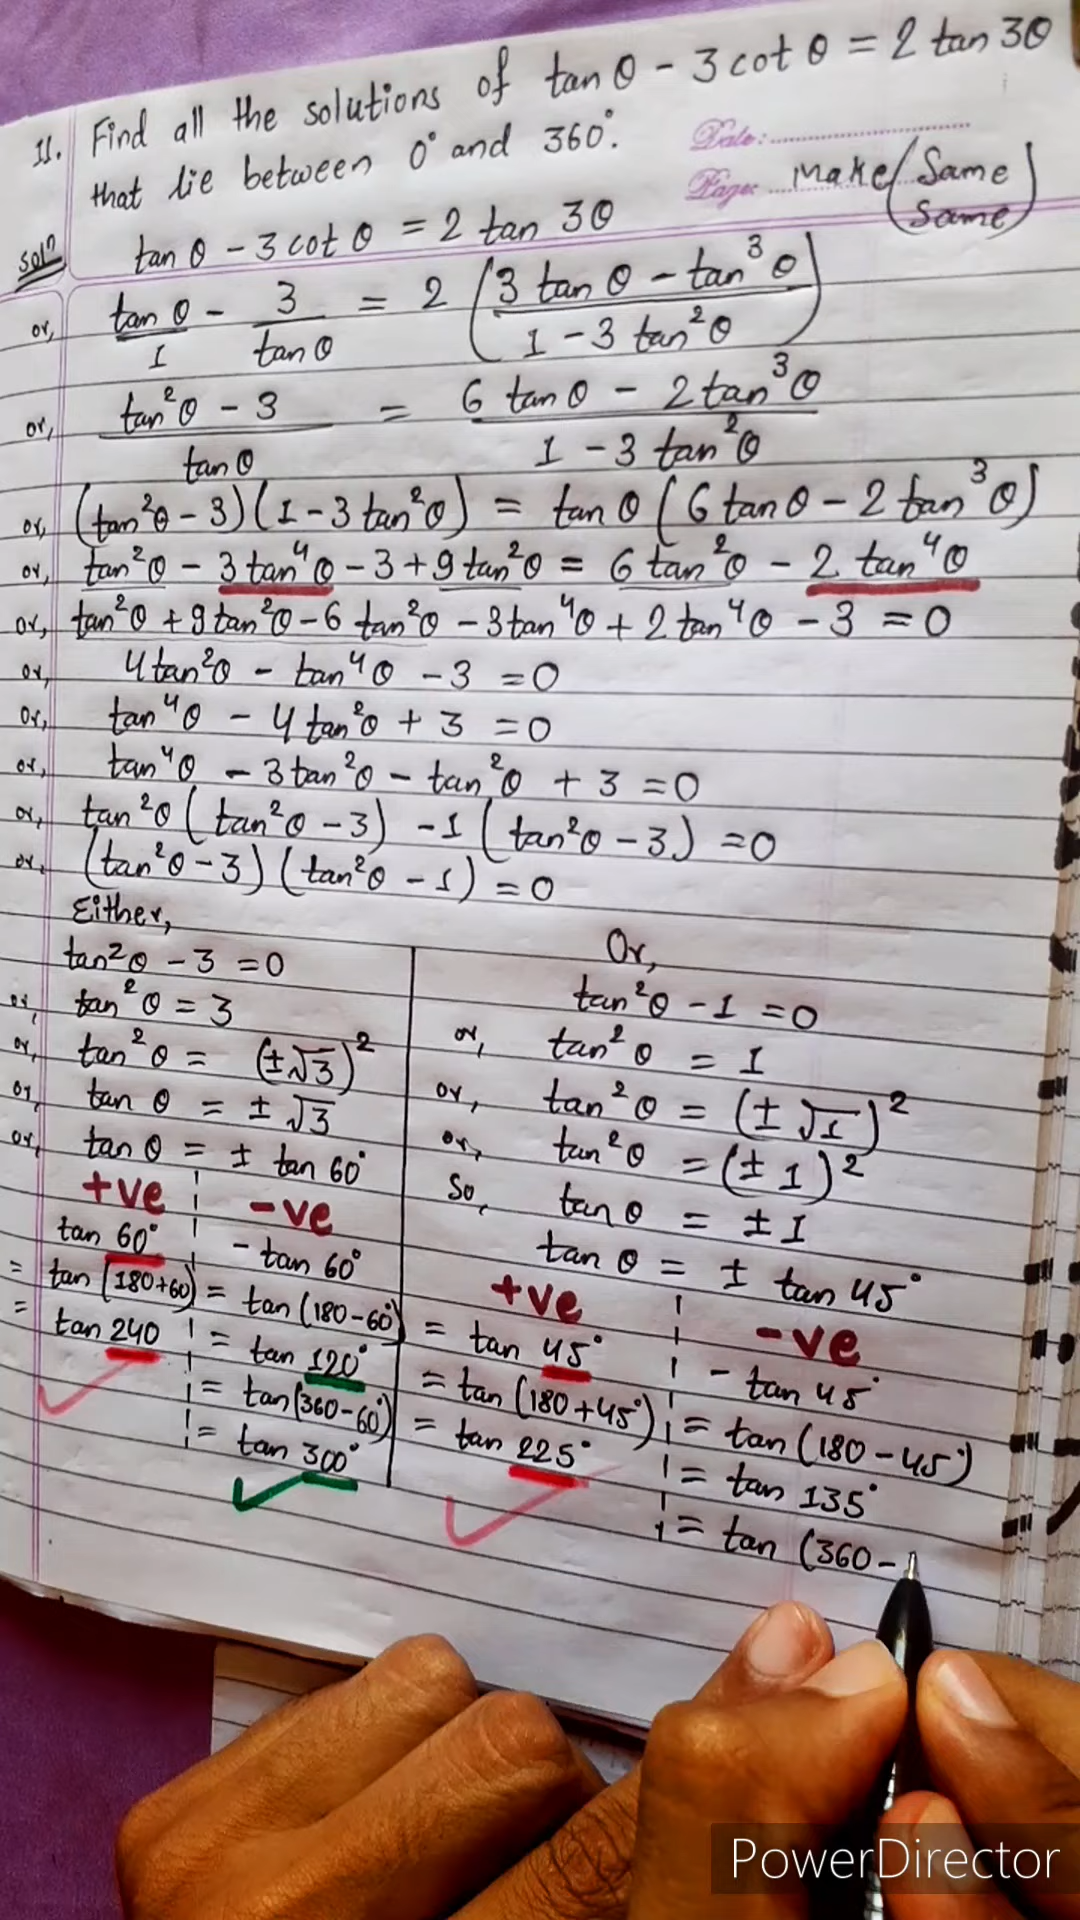 11. Find all the solutions of tan θ - 3 cot θ = 2 tan 3θ
that lie between 0° and 360°.
Date:
Page: Make (Same
Same)
Solⁿ tan θ - 3 cot θ = 2 tan 3θ
or, tan θ/1 - 3/tan θ = 2 (3 tan θ - tan³θ / 1 - 3 tan²θ)
or, tan²θ - 3 / tan θ = 6 tan θ - 2 tan³θ / 1 - 3 tan²θ
or, (tan²θ - 3)(1 - 3 tan²θ) = tan θ (6 tan θ - 2 tan³θ)
or, tan²θ - 3 tan⁴θ - 3 + 9 tan²θ = 6 tan²θ - 2 tan⁴θ
or, tan²θ + 9 tan²θ - 6 tan²θ - 3 tan⁴θ + 2 tan⁴θ - 3 = 0
or, 4 tan²θ - tan⁴θ - 3 = 0
or, tan⁴θ - 4 tan²θ + 3 = 0
or, tan⁴θ - 3 tan²θ - tan²θ + 3 = 0
or, tan²θ (tan²θ - 3) - 1 (tan²θ - 3) = 0
or, (tan²θ - 3) (tan²θ - 1) = 0
Either,
tan²θ - 3 = 0
or, tan²θ = 3
or, tan²θ = (±√3)²
or, tan θ = ± √3
or, tan θ = ± tan 60°
+ve
tan 60°
= tan (180+60)
= tan 240
-ve
- tan 60°
= tan (180-60°)
= tan 120°
= tan (360-60°)
= tan 300°
Or,
tan²θ - 1 = 0
or, tan²θ = 1
or, tan²θ = (± √1)²
or, tan²θ = (± 1)²
So, tan θ = ± 1
tan θ = ± tan 45°
+ve
= tan 45°
= tan (180+45°)
= tan 225°
-ve
- tan 45°
= tan (180-45°)
= tan 135°
= tan (360-
PowerDirector